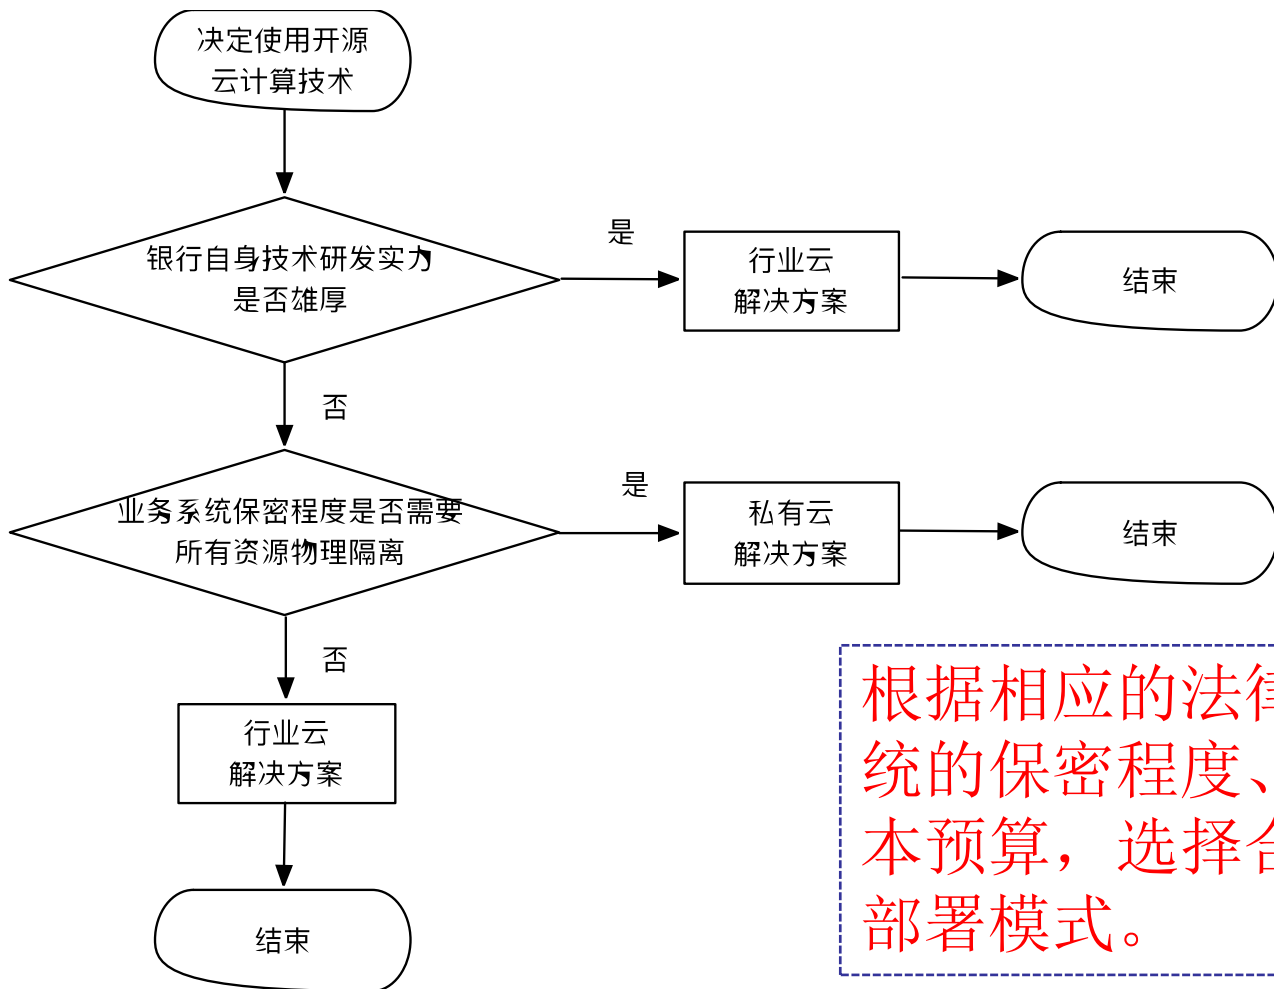 决定使用开源
云计算技术
银行自身技术研发实力
是否雄厚
是
行业云
解决方案
结束
否
业务系统保密程度是否需要
所有资源物理隔离
是
私有云
解决方案
结束
否
行业云
解决方案
结束
根据相应的法律
统的保密程度、
本预算，选择合
部署模式。